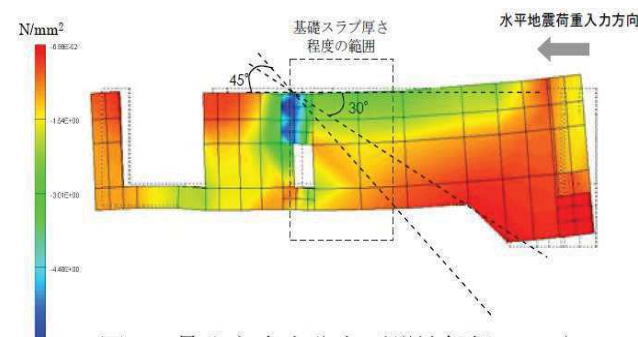 N/mm²
基礎スラブ厚さ
程度の範囲
水平地震荷重入力方向
45°
30°
-1.54E+00
-3.01E+00
-4.48E+00